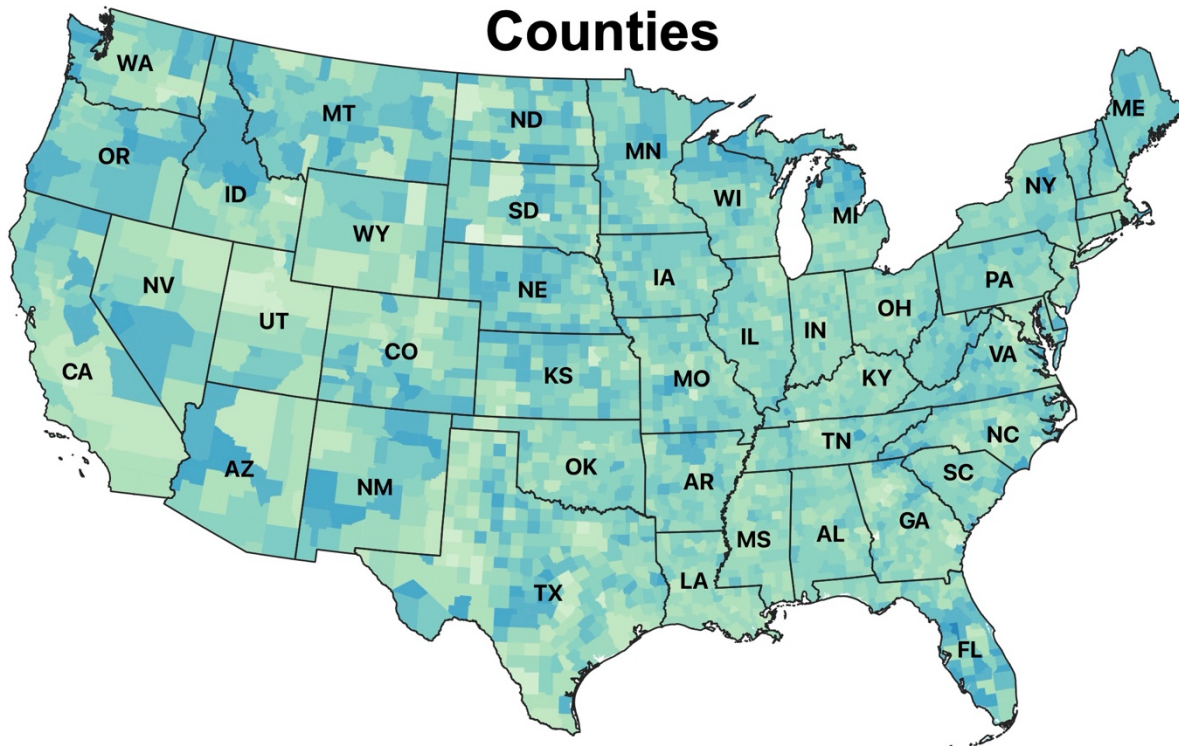 Counties
WA
MT
ND
MN
ME
OR
ID
SD
WI
MI
NY
WY
NV
NE
IA
PA
UT
CO
IL
IN
OH
CA
KS
MO
KY
VA
AZ
NM
OK
AR
TN
NC
SC
TX
LA
MS
AL
GA
FL